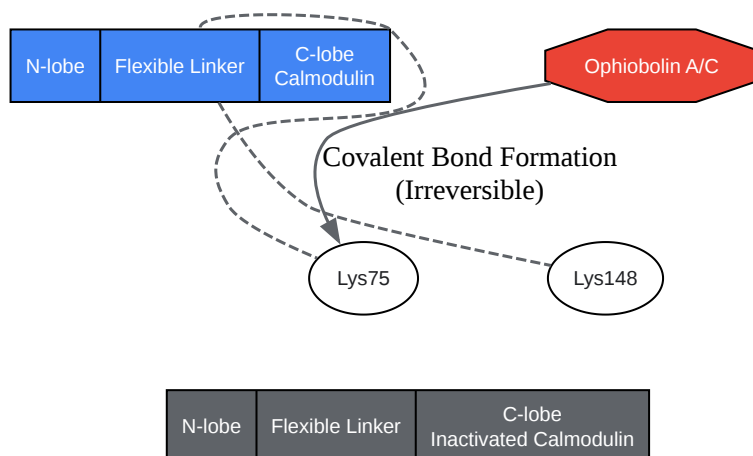 N-lobe
Flexible Linker
C-lobe
Calmodulin
Ophiobolin A/C
Covalent Bond Formation
(Irreversible)
Lys75
Lys148
N-lobe
Flexible Linker
C-lobe
Inactivated Calmodulin